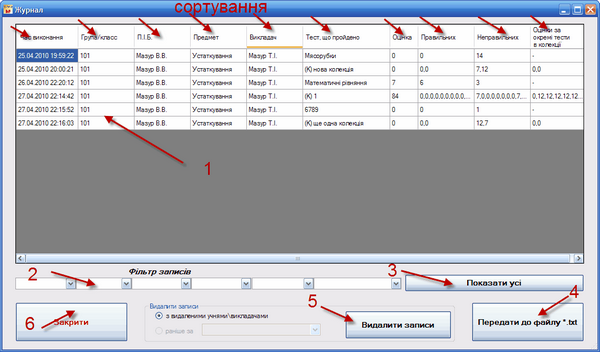 сортування
Журнал
Час виконання Група/класс П.І.Б. Предмет Викладач Тест, що пройдено Оцінка Правильних Неправильних Оцінки за окремі тести в колекції
25.04.2010 19:59:22 101 Мазур В.В. Устаткування Мазур Т.І. Мясорубки 0 0 14 -
25.04.2010 20:00:21 101 Мазур В.В. Устаткування Мазур Т.І. (К) нова колекція 0 0,0 7,12 0,0
26.04.2010 22:20:12 101 Мазур В.В. Устаткування Мазур Т.І. Математичні рівняння 7 6 3 -
27.04.2010 22:14:42 101 Мазур В.В. Устаткування Мазур Т.І. (К) 1 84 0,0,0,0,0,0,0,0,... 7,0,0,0,0,0,0,7,... 0,12,12,12,12,12...
27.04.2010 22:15:52 101 Мазур В.В. Устаткування Мазур Т.І. 6789 0 0 1 -
27.04.2010 22:16:03 101 Мазур В.В. Устаткування Мазур Т.І. (К) ще одна колекція 0 0,0 12,7 0,0
1
2 Фільтр записів
3 Показати усі
6 Закрити
Видалити записи
з видаленими учнями\викладачами
раніше за
5 Видалити записи
4 Передати до файлу *.txt